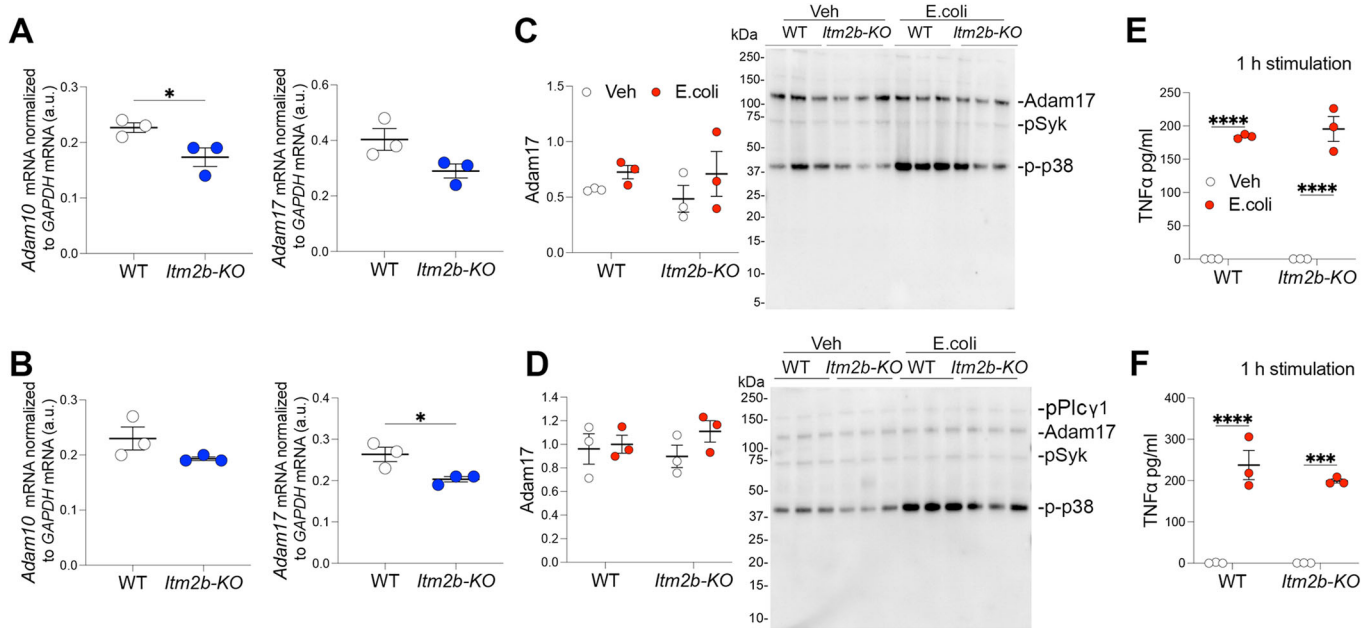 A
Adam10 mRNA normalized
to GAPDH mRNA (a.u.)
0.3
0.2
0.1
0.0
*
WT
Itm2b-KO
Adam17 mRNA normalized
to GAPDH mRNA (a.u.)
0.6
0.4
0.2
0.0
WT
Itm2b-KO
C
Adam17
1.5
1.0
0.5
0.0
Veh
E.coli
WT
Itm2b-KO
Veh
E.coli
WT
Itm2b-KO
WT
Itm2b-KO
kDa
250-
150-
100-
75-
50-
37-
25-
20-
15-
10-
5-
-Adam17
-pSyk
-p-p38
E
1 h stimulation
TNFα pg/ml
250
200
150
100
50
0
****
****
Veh
E.coli
WT
Itm2b-KO
B
Adam10 mRNA normalized
to GAPDH mRNA (a.u.)
0.3
0.2
0.1
0.0
WT
Itm2b-KO
Adam17 mRNA normalized
to GAPDH mRNA (a.u.)
0.4
0.3
0.2
0.2
0.0
*
WT
Itm2b-KO
D
Adam17
1.4
1.2
1.0
0.8
0.6
0.4
0.2
0.0
WT
Itm2b-KO
Veh
E.coli
WT
Itm2b-KO
WT
Itm2b-KO
kDa
250-
150-
100-
75-
50-
37-
25-
20-
15-
10-
-pPlcγ1
-Adam17
-pSyk
-p-p38
F
1 h stimulation
TNFα pg/ml
400
300
200
100
0
****
***
WT
Itm2b-KO